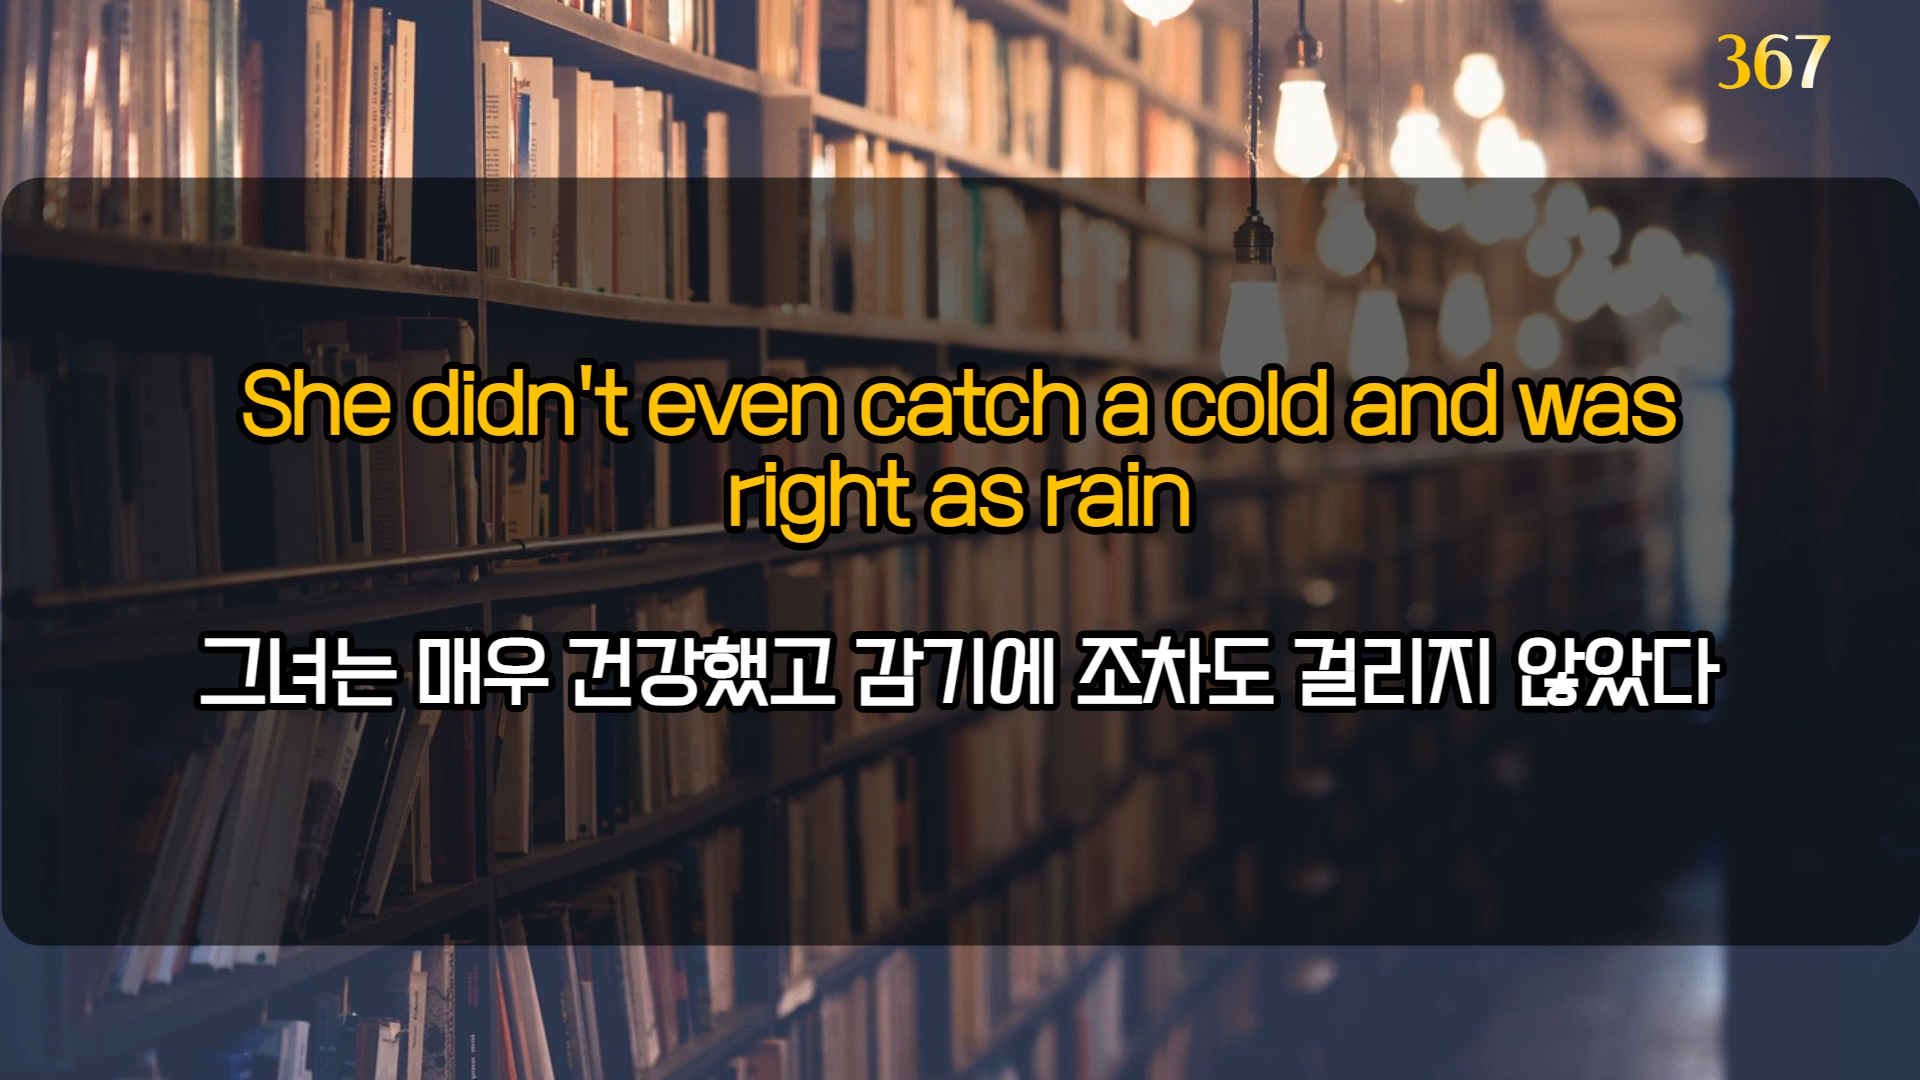 367
She didn't even catch a cold and was
right as rain
그녀는 매우 건강했고 감기에 조차도 걸리지 않았다